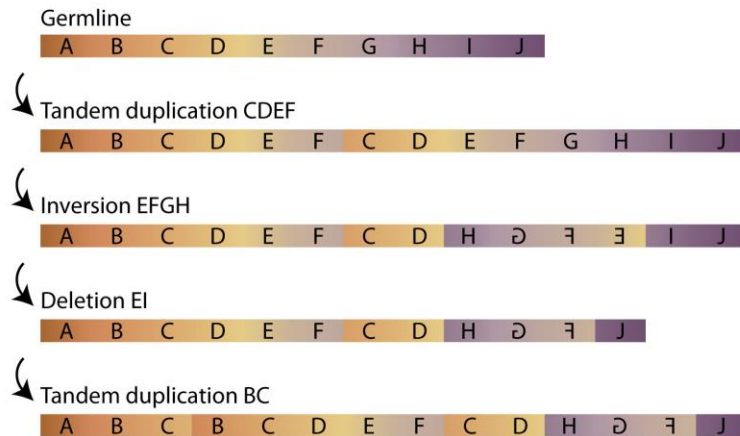 Germline
A B C D E F G H I J
Tandem duplication CDEF
A B C D E F C D E F G H I J
Inversion EFGH
A B C D E F C D H G F E I J
Deletion EI
A B C D E F C D H G F J
Tandem duplication BC
A B C B C D E F C D H G F J